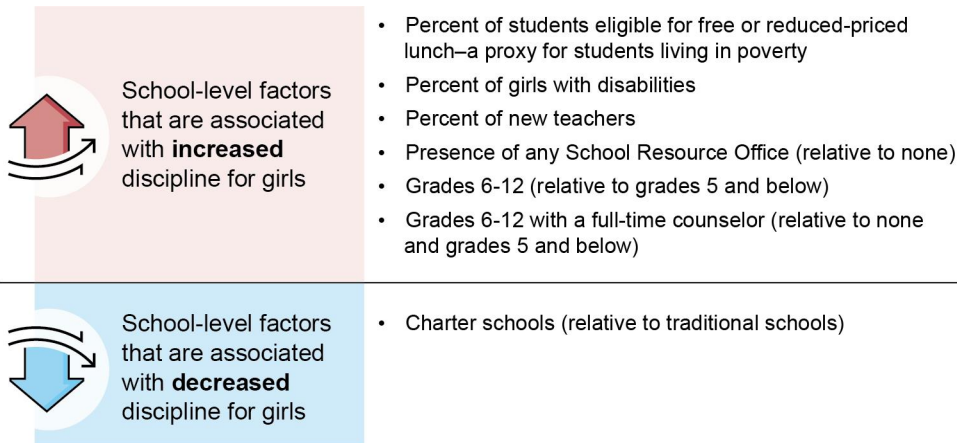 School-level factors
that are associated
with increased
discipline for girls
• Percent of students eligible for free or reduced-priced
lunch–a proxy for students living in poverty
• Percent of girls with disabilities
• Percent of new teachers
• Presence of any School Resource Office (relative to none)
• Grades 6-12 (relative to grades 5 and below)
• Grades 6-12 with a full-time counselor (relative to none
and grades 5 and below)
School-level factors
that are associated
with decreased
discipline for girls
• Charter schools (relative to traditional schools)